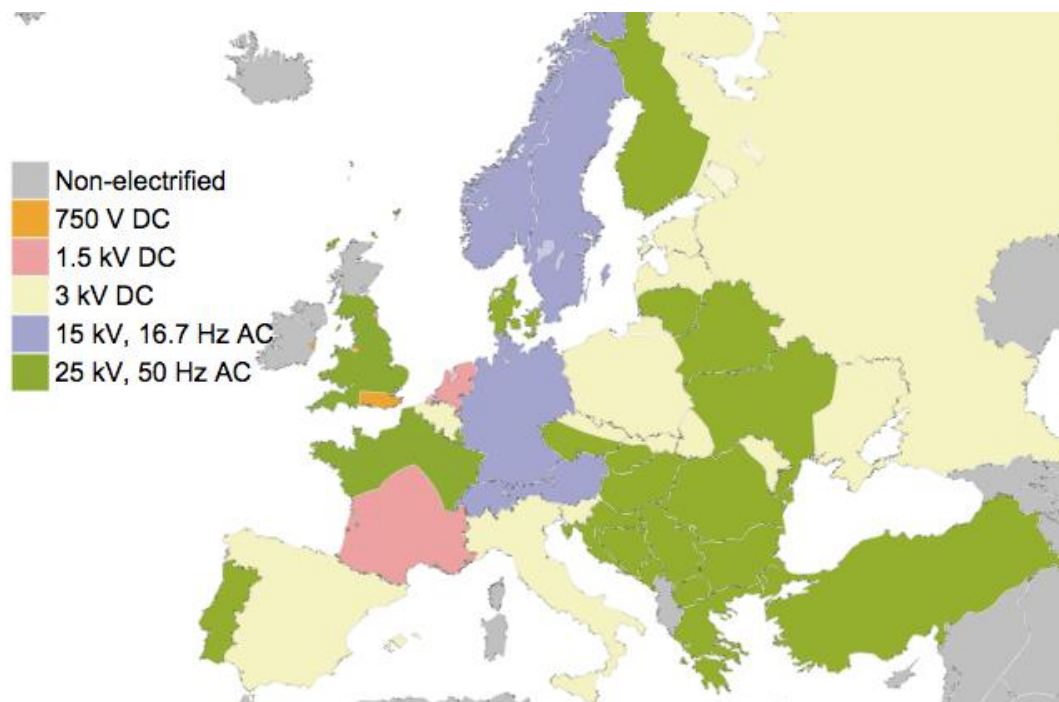 Non-electrified
750 V DC
1.5 kV DC
3 kV DC
15 kV, 16.7 Hz AC
25 kV, 50 Hz AC